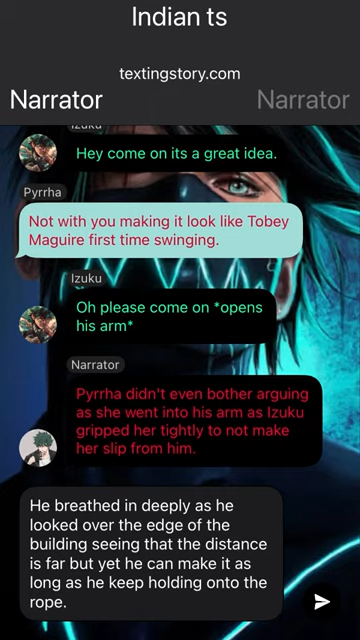 Indian ts
textingstory.com
Narrator Narrator
Izuku
Hey come on its a great idea.
Pyrrha
Not with you making it look like Tobey
Maguire first time swinging.
Izuku
Oh please come on *opens
his arm*
Narrator
Pyrrha didn't even bother arguing
as she went into his arm as Izuku
gripped her tightly to not make
her slip from him.
He breathed in deeply as he
looked over the edge of the
building seeing that the distance
is far but yet he can make it as
long as he keep holding onto the
rope.